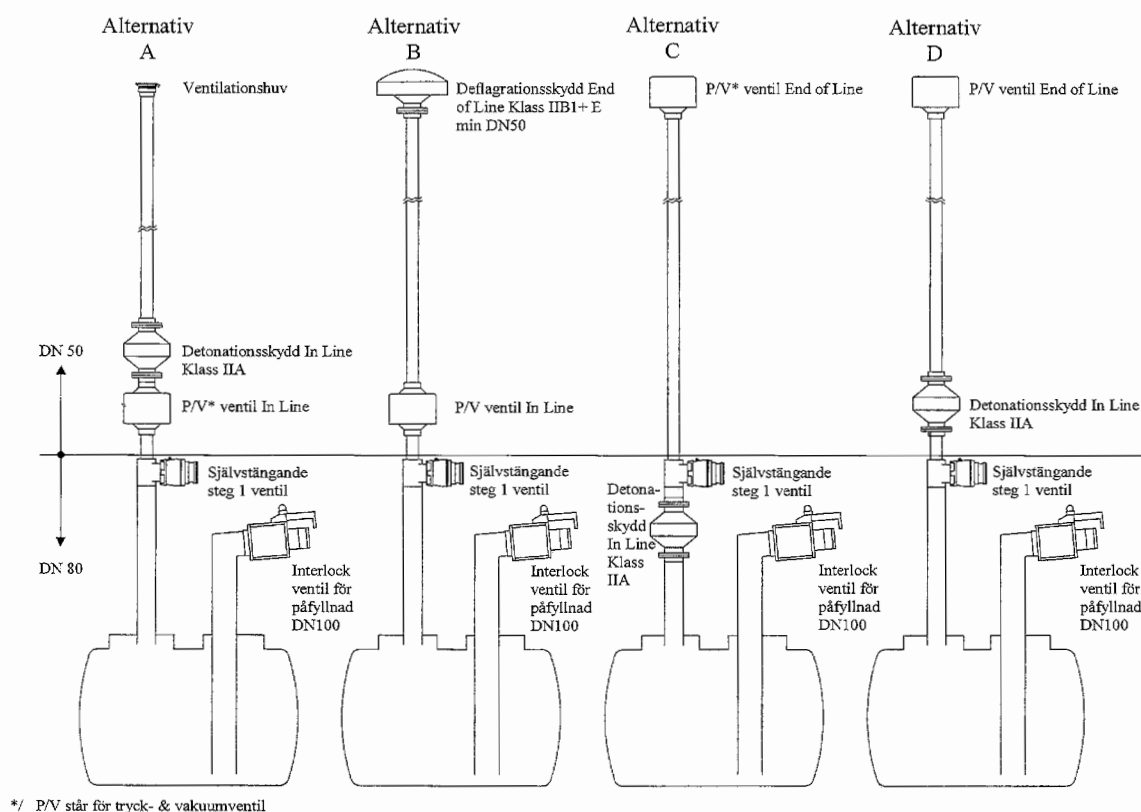 Alternativ
A
Alternativ
B
Alternativ
C
Alternativ
D
Ventilationshuv
Deflagrationsskydd End
of Line Klass IIB1+ E
min DN50
P/V* ventil End of Line
P/V ventil End of Line
DN 50
Detonationsskydd In Line
Klass IIA
P/V* ventil In Line
P/V ventil In Line
Detonationsskydd In Line
Klass IIA
Självstängande
steg 1 ventil
Självstängande
steg 1 ventil
Självstängande
steg 1 ventil
Självstängande
steg 1 ventil
Detona-
tions-
skydd
In Line
Klass
IIA
DN 80
Interlock
ventil för
påfyllnad
DN100
Interlock
ventil för
påfyllnad
DN100
Interlock
ventil för
påfyllnad
DN100
Interlock
ventil för
påfyllnad
DN100
*/ P/V står för tryck- & vakuumventil